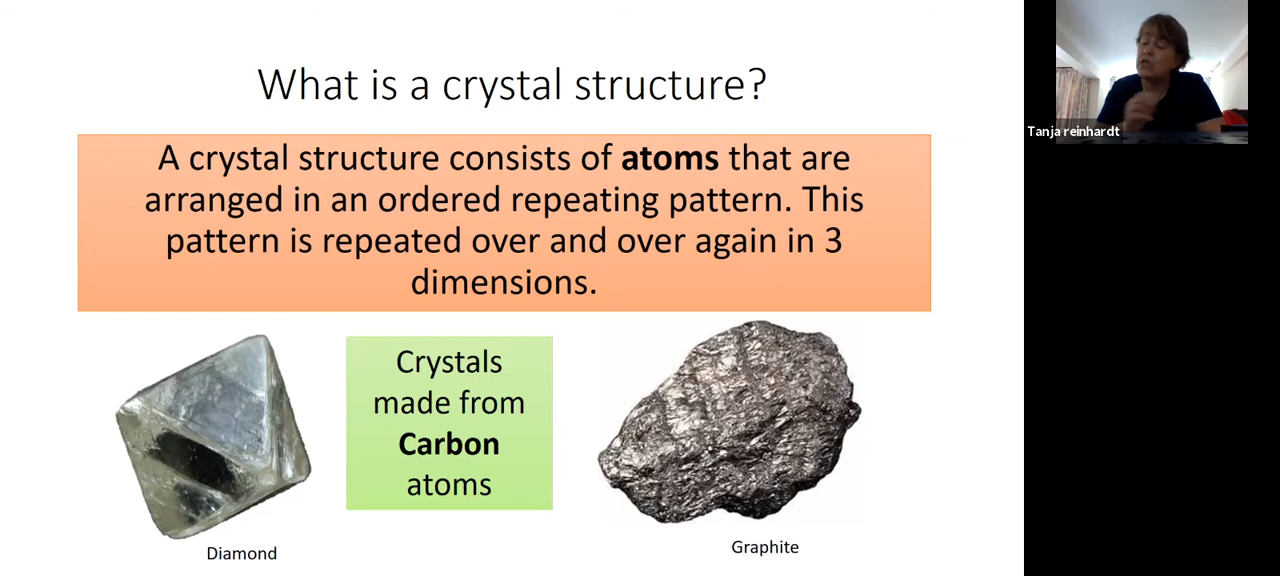 What is a crystal structure?
A crystal structure consists of atoms that are
arranged in an ordered repeating pattern. This
pattern is repeated over and over again in 3
dimensions.
Crystals
made from
Carbon
atoms
Diamond
Graphite
Tanja reinhardt